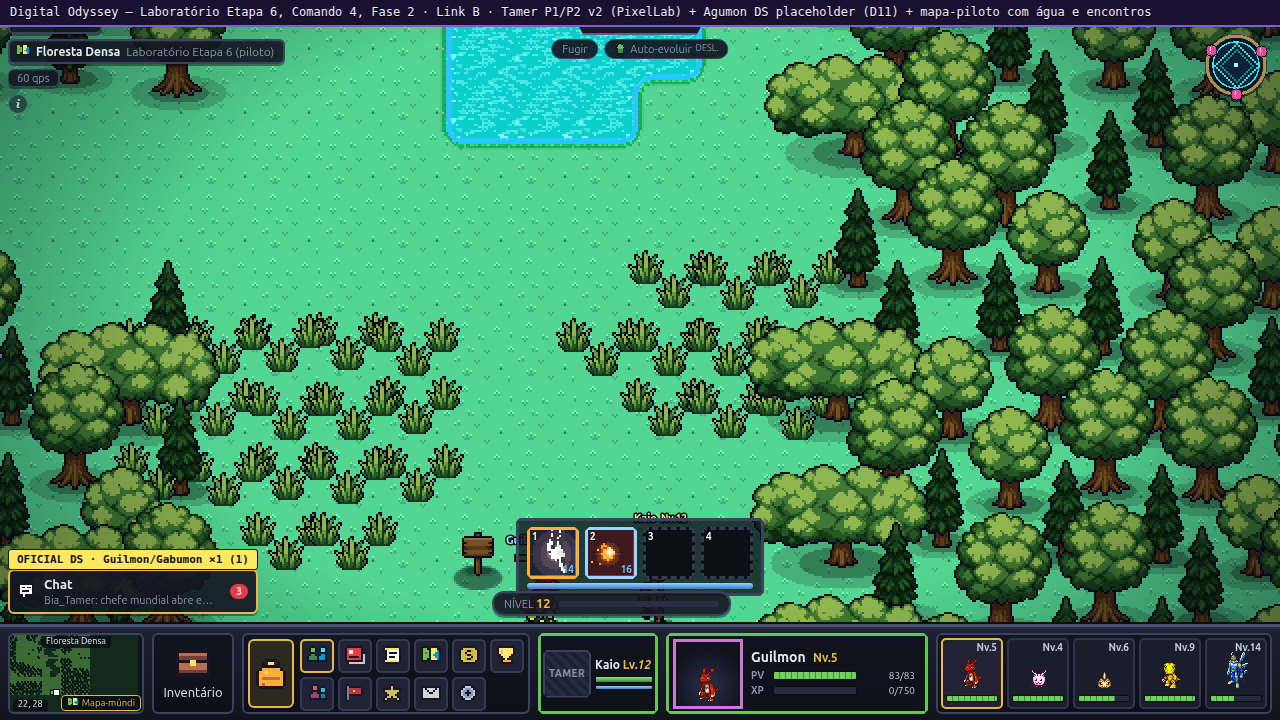 Digital Odyssey — Laboratório Etapa 6, Comando 4, Fase 2 · Link B · Tamer P1/P2 v2 (PixelLab) + Agumon DS placeholder (D11) + mapa-piloto com água e encontros
Floresta Densa Laboratório Etapa 6 (piloto)
Fugir
Auto-evoluir DESL.
60 qps
i
Kaio Nv.12
1
14
2
16
3
4
NÍVEL 12
OFICIAL DS · Guilmon/Gabumon ×1 (1)
Chat
Bia_Tamer: chefe mundial abre e…
3
Floresta Densa
22, 28
Mapa-múndi
Inventário
TAMER
Kaio Lv.12
Guilmon Nv.5
PV 83/83
XP 0/750
Nv.5
Nv.4
Nv.6
Nv.9
Nv.14